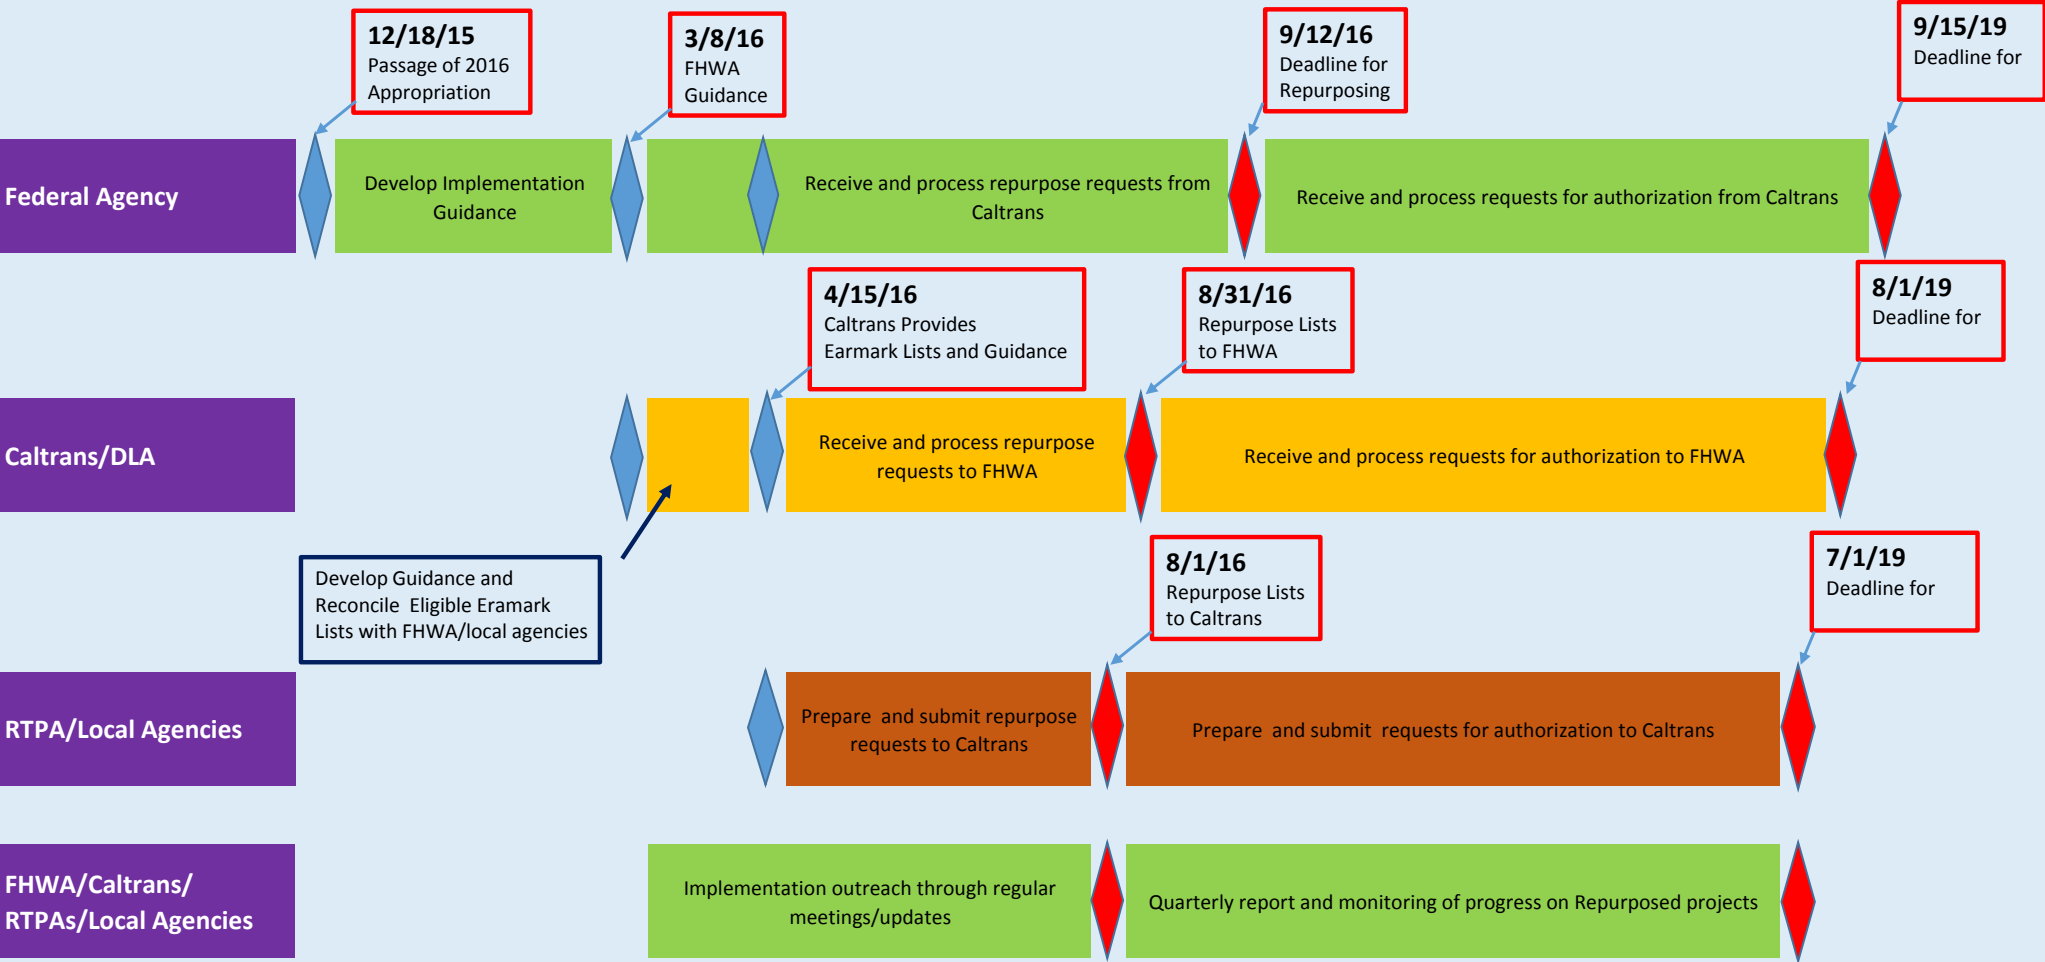 12/18/15
Passage of 2016
Appropriation
3/8/16
FHWA
Guidance
9/12/16
Deadline for
Repurposing
9/15/19
Deadline for
Federal Agency
Develop Implementation
Guidance
Receive and process repurpose requests from
Caltrans
Receive and process requests for authorization from Caltrans
4/15/16
Caltrans Provides
Earmark Lists and Guidance
8/31/16
Repurpose Lists
to FHWA
8/1/19
Deadline for
Caltrans/DLA
Receive and process repurpose
requests to FHWA
Receive and process requests for authorization to FHWA
Develop Guidance and
Reconcile Eligible Eramark
Lists with FHWA/local agencies
8/1/16
Repurpose Lists
to Caltrans
7/1/19
Deadline for
RTPA/Local Agencies
Prepare and submit repurpose
requests to Caltrans
Prepare and submit requests for authorization to Caltrans
FHWA/Caltrans/
RTPAs/Local Agencies
Implementation outreach through regular
meetings/updates
Quarterly report and monitoring of progress on Repurposed projects